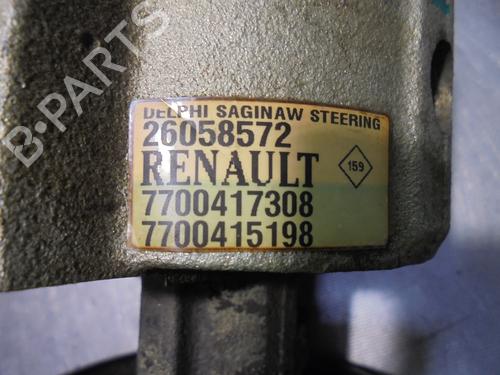 B-PARTS
DELPHI SAGINAW STEERING
26058572
RENAULT
159
7700417308
7700415198